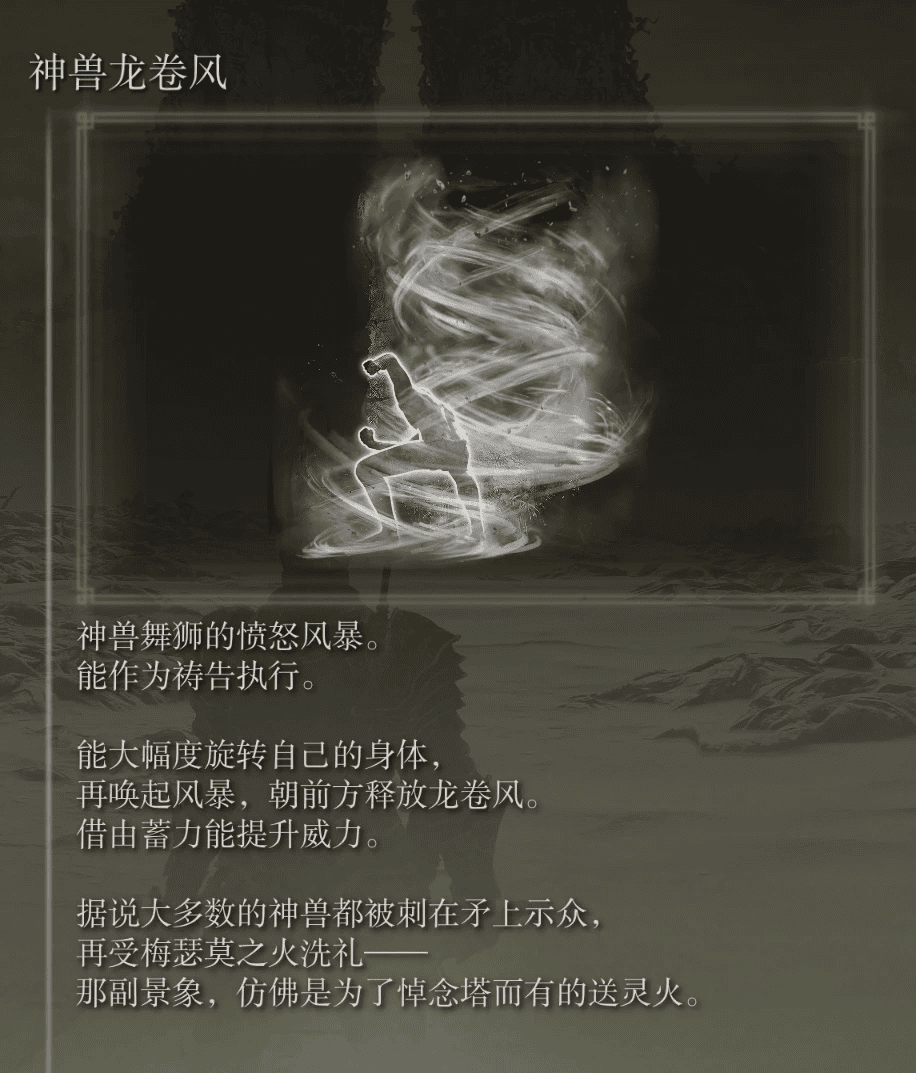 神兽龙卷风
神兽舞狮的愤怒风暴。
能作为祷告执行。
能大幅度旋转自己的身体，
再唤起风暴，朝前方释放龙卷风。
借由蓄力能提升威力。
据说大多数的神兽都被刺在矛上示众，
再受梅瑟莫之火洗礼——
那副景象，仿佛是为了悼念塔而有的送灵火。